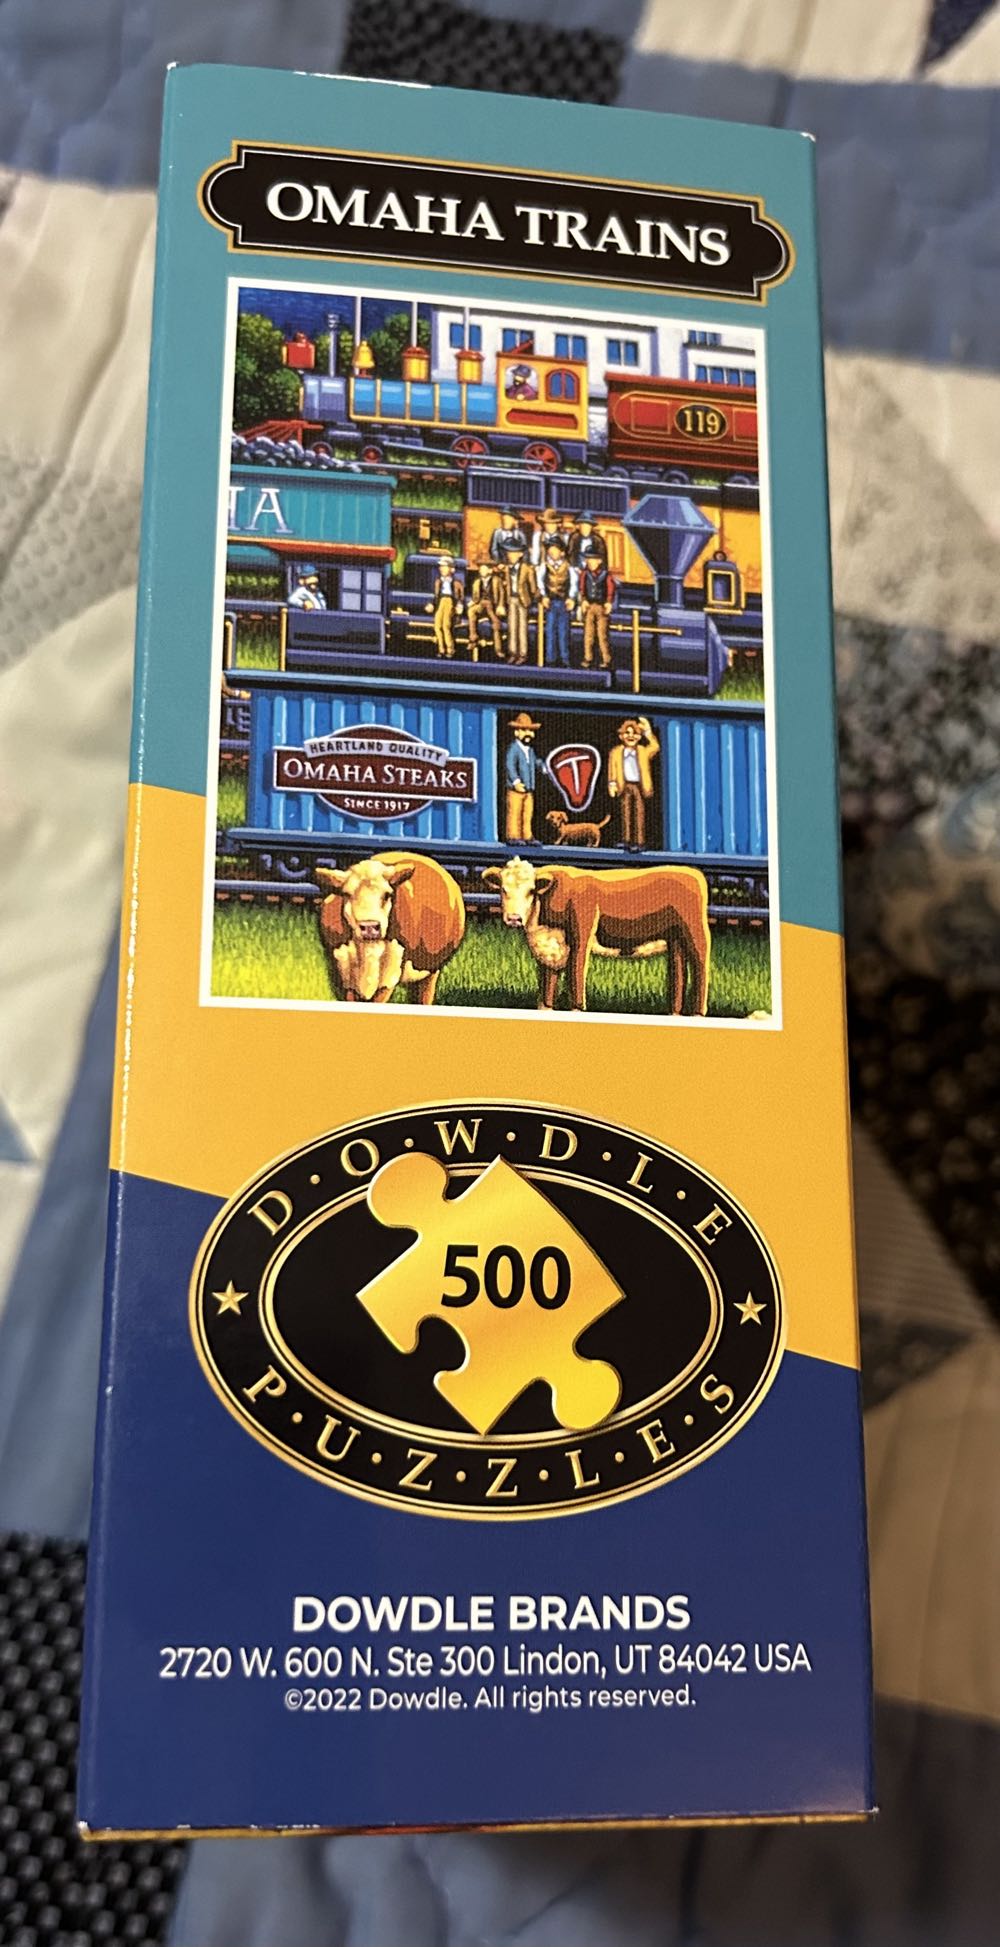 OMAHA TRAINS
119
HA
HEARTLAND QUALITY
OMAHA STEAKS
SINCE 1917
T
D·O·W·D·L·E
500
P·U·Z·Z·L·E·S
DOWDLE BRANDS
2720 W. 600 N. Ste 300 Lindon, UT 84042 USA
©2022 Dowdle. All rights reserved.